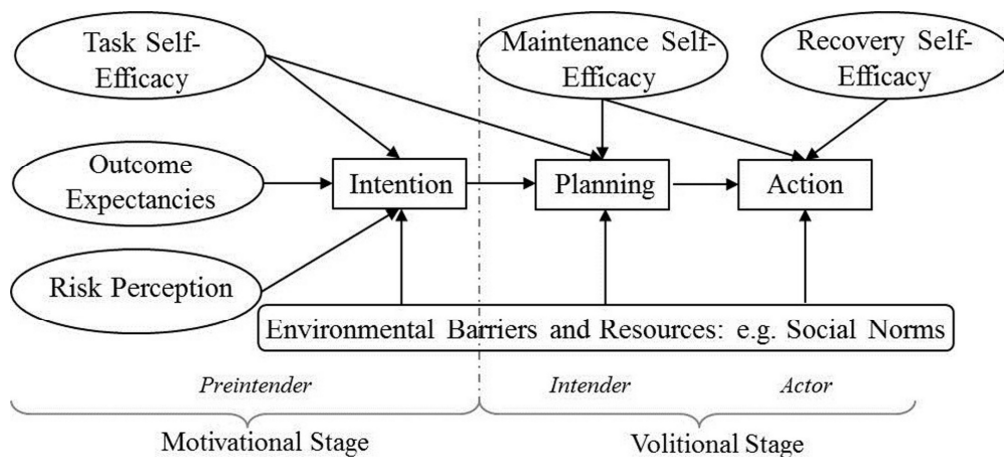 Task Self-
Efficacy
Maintenance Self-
Efficacy
Recovery Self-
Efficacy
Outcome
Expectancies
Intention
Planning
Action
Risk Perception
Environmental Barriers and Resources: e.g. Social Norms
Preintender
Intender
Actor
Motivational Stage
Volitional Stage